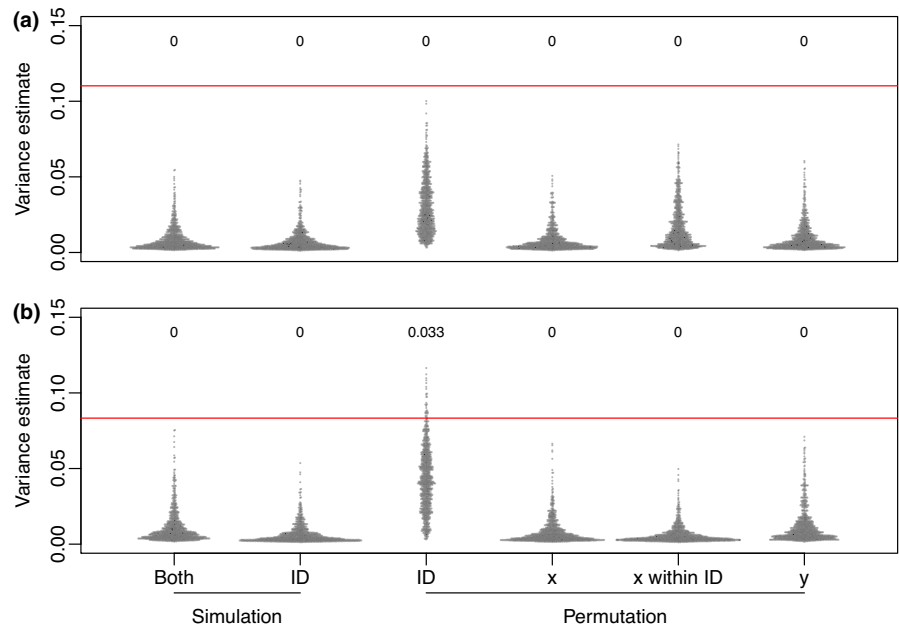 (a)
Variance estimate
0.15
0.10
0.05
0.00
0 0 0 0 0 0
(b)
Variance estimate
0.15
0.10
0.05
0.00
0 0 0.033 0 0 0
Both ID ID x x within ID y
Simulation Permutation